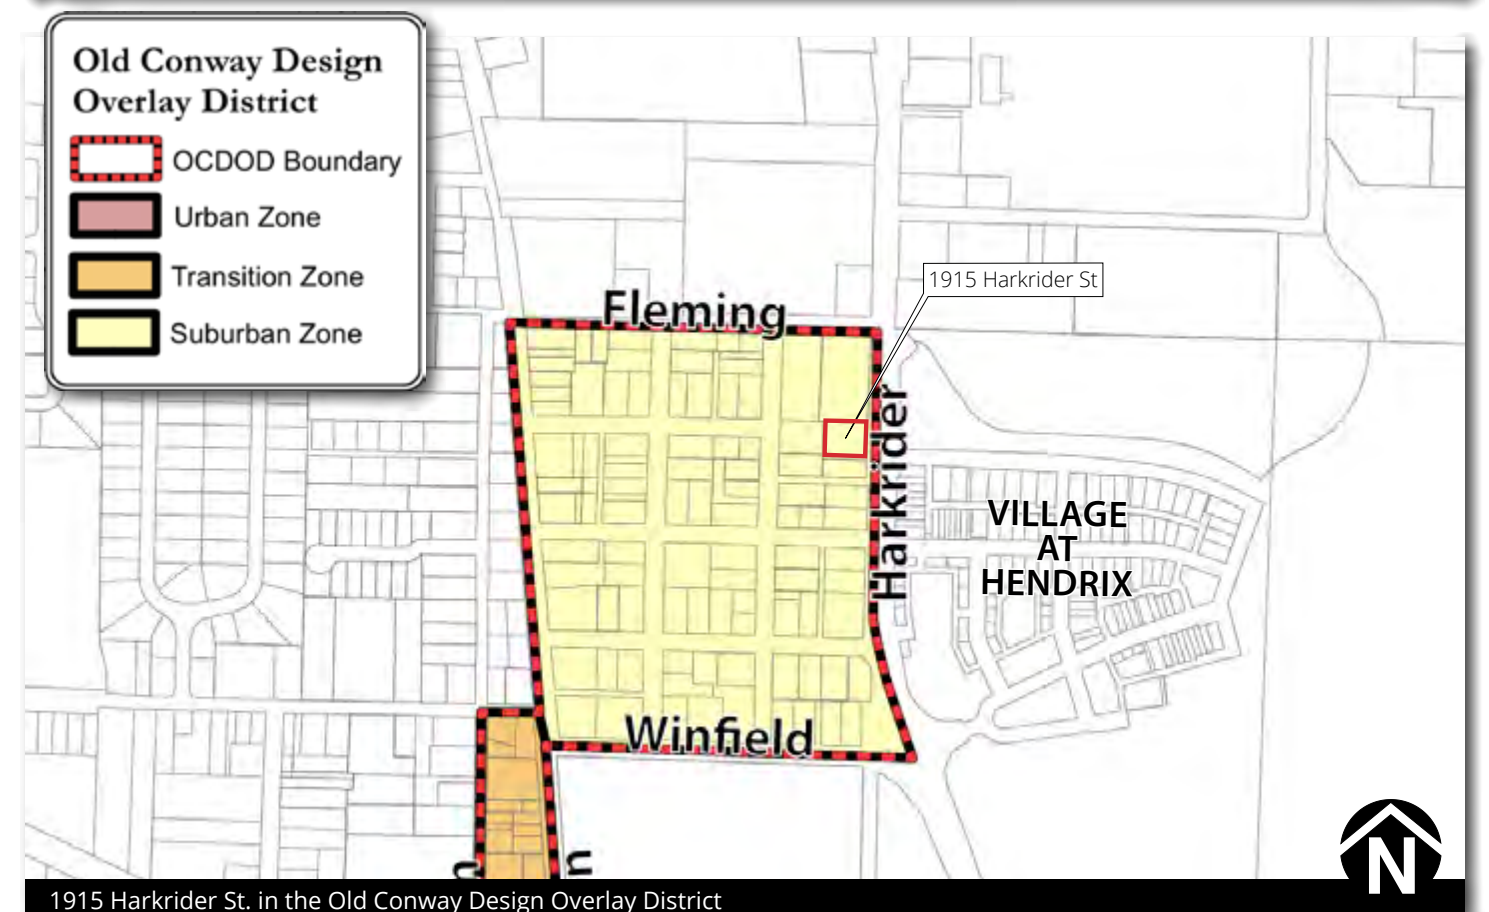 Old Conway Design
Overlay District
OCDOD Boundary
Urban Zone
Transition Zone
Suburban Zone
1915 Harkrider St
Fleming
Harkrider
VILLAGE
AT
HENDRIX
Winfield
n
n
N
1915 Harkrider St. in the Old Conway Design Overlay District